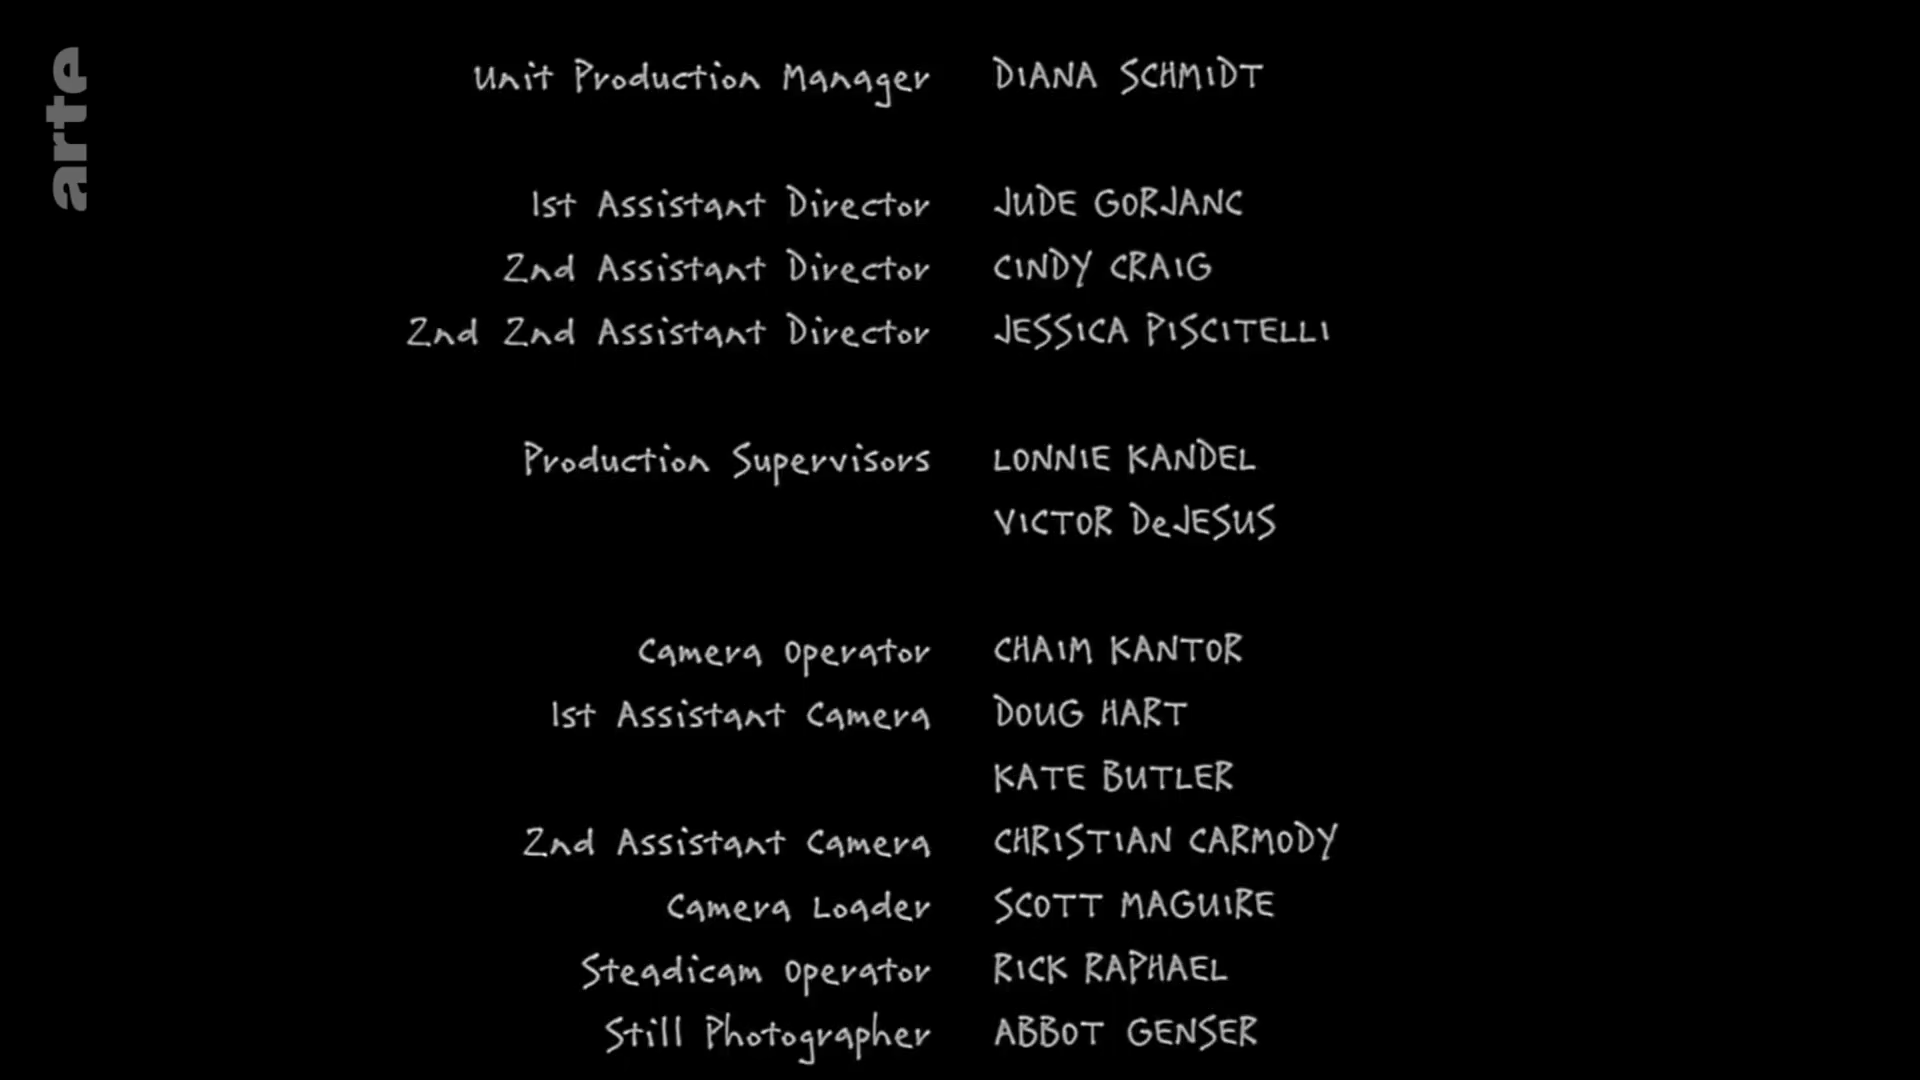 arte
Unit Production Manager DIANA SCHMIDT
1st Assistant Director JUDE GORJANC
2nd Assistant Director CINDY CRAIG
2nd 2nd Assistant Director JESSICA PISCITELLI
Production Supervisors LONNIE KANDEL
VICTOR DeJESUS
Camera Operator CHAIM KANTOR
1st Assistant Camera DOUG HART
KATE BUTLER
2nd Assistant Camera CHRISTIAN CARMODY
Camera Loader SCOTT MAGUIRE
Steadicam Operator RICK RAPHAEL
Still Photographer ABBOT GENSER